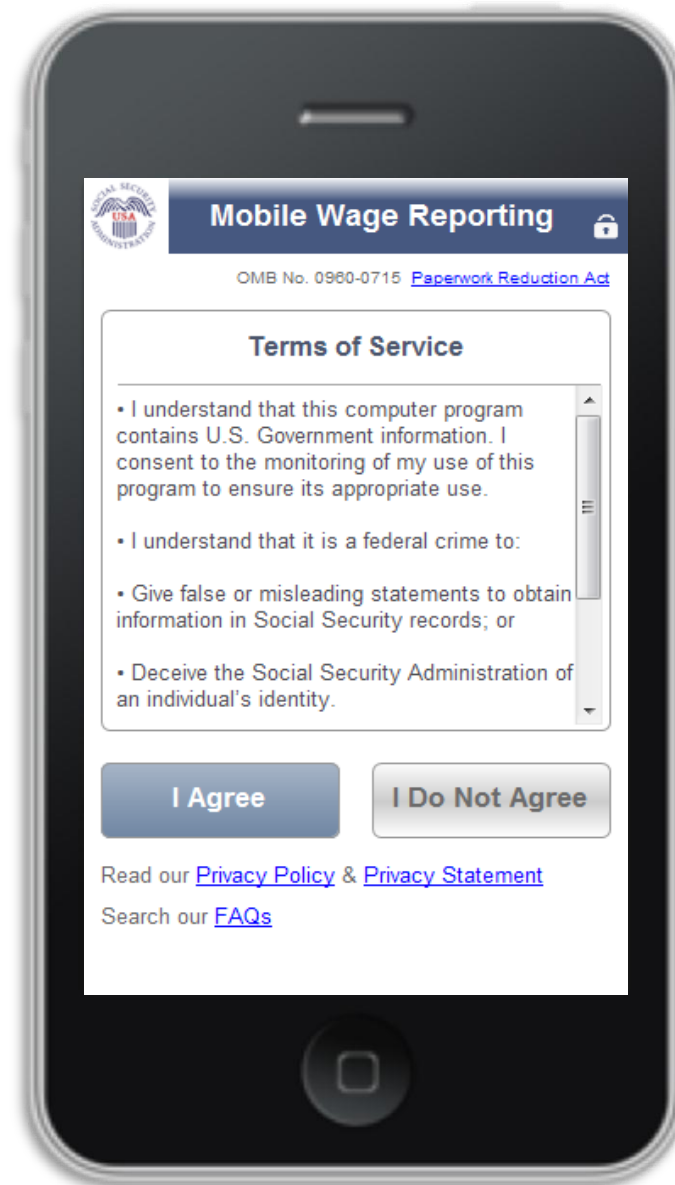 SOCIAL SECURITY ADMINISTRATION
USA
Mobile Wage Reporting
OMB No. 0960-0715 Paperwork Reduction Act
Terms of Service
• I understand that this computer program
contains U.S. Government information. I
consent to the monitoring of my use of this
program to ensure its appropriate use.
• I understand that it is a federal crime to:
• Give false or misleading statements to obtain
information in Social Security records; or
• Deceive the Social Security Administration of
an individual's identity.
I Agree
I Do Not Agree
Read our Privacy Policy & Privacy Statement
Search our FAQs